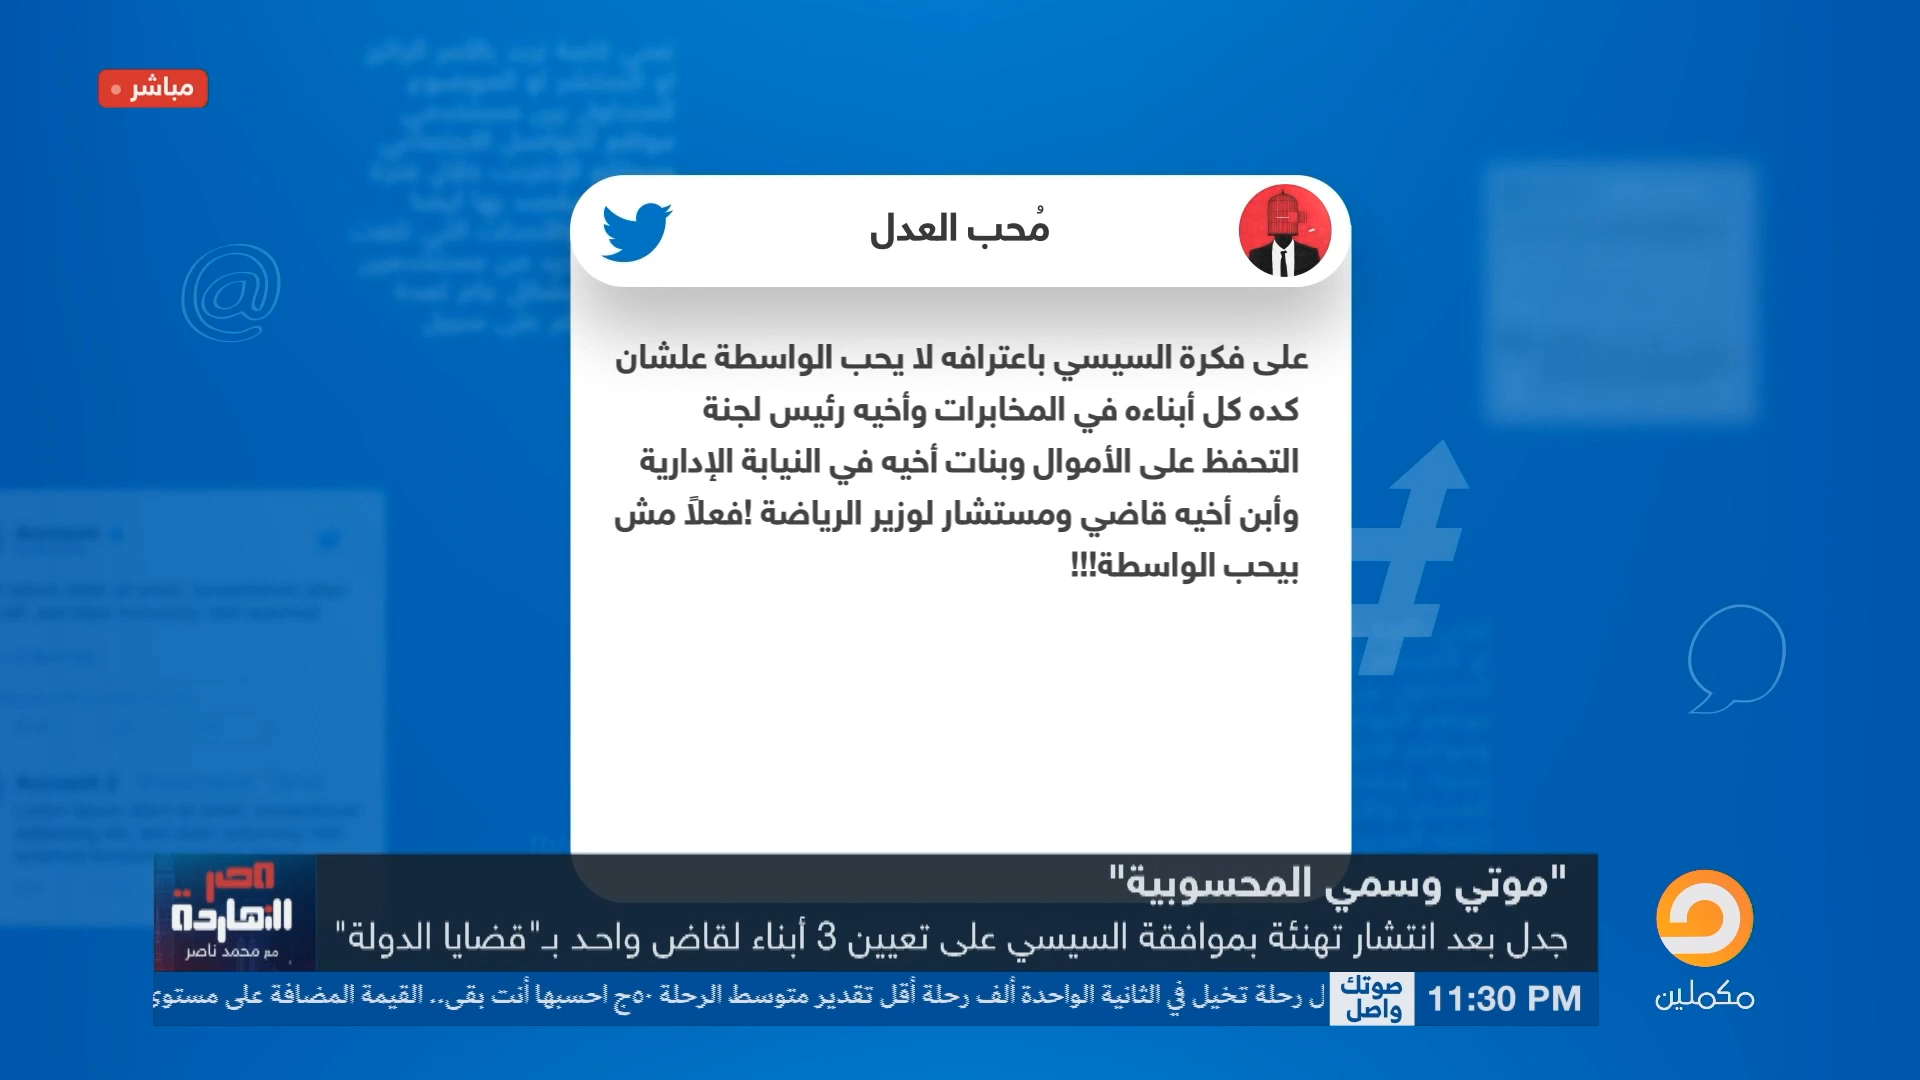 مباشر
مُحب العدل
على فكرة السيسي باعترافه لا يحب الواسطة علشان
كده كل أبناءه في المخابرات وأخيه رئيس لجنة
التحفظ على الأموال وبنات أخيه في النيابة الإدارية
وأبن أخيه قاضي ومستشار لوزير الرياضة !فعلاً مش
بيحب الواسطة!!!
"موتي وسمي المحسوبية"
جدل بعد انتشار تهنئة بموافقة السيسي على تعيين 3 أبناء لقاض واحد بـ"قضايا الدولة"
مصر
النهاردة
مع محمد ناصر
11:30 PM
صوتك
واصل
ل رحلة تخيل في الثانية الواحدة ألف رحلة أقل تقدير متوسط الرحلة ٥٠ج احسبها أنت بقى.. القيمة المضافة على مستوى
مكملين